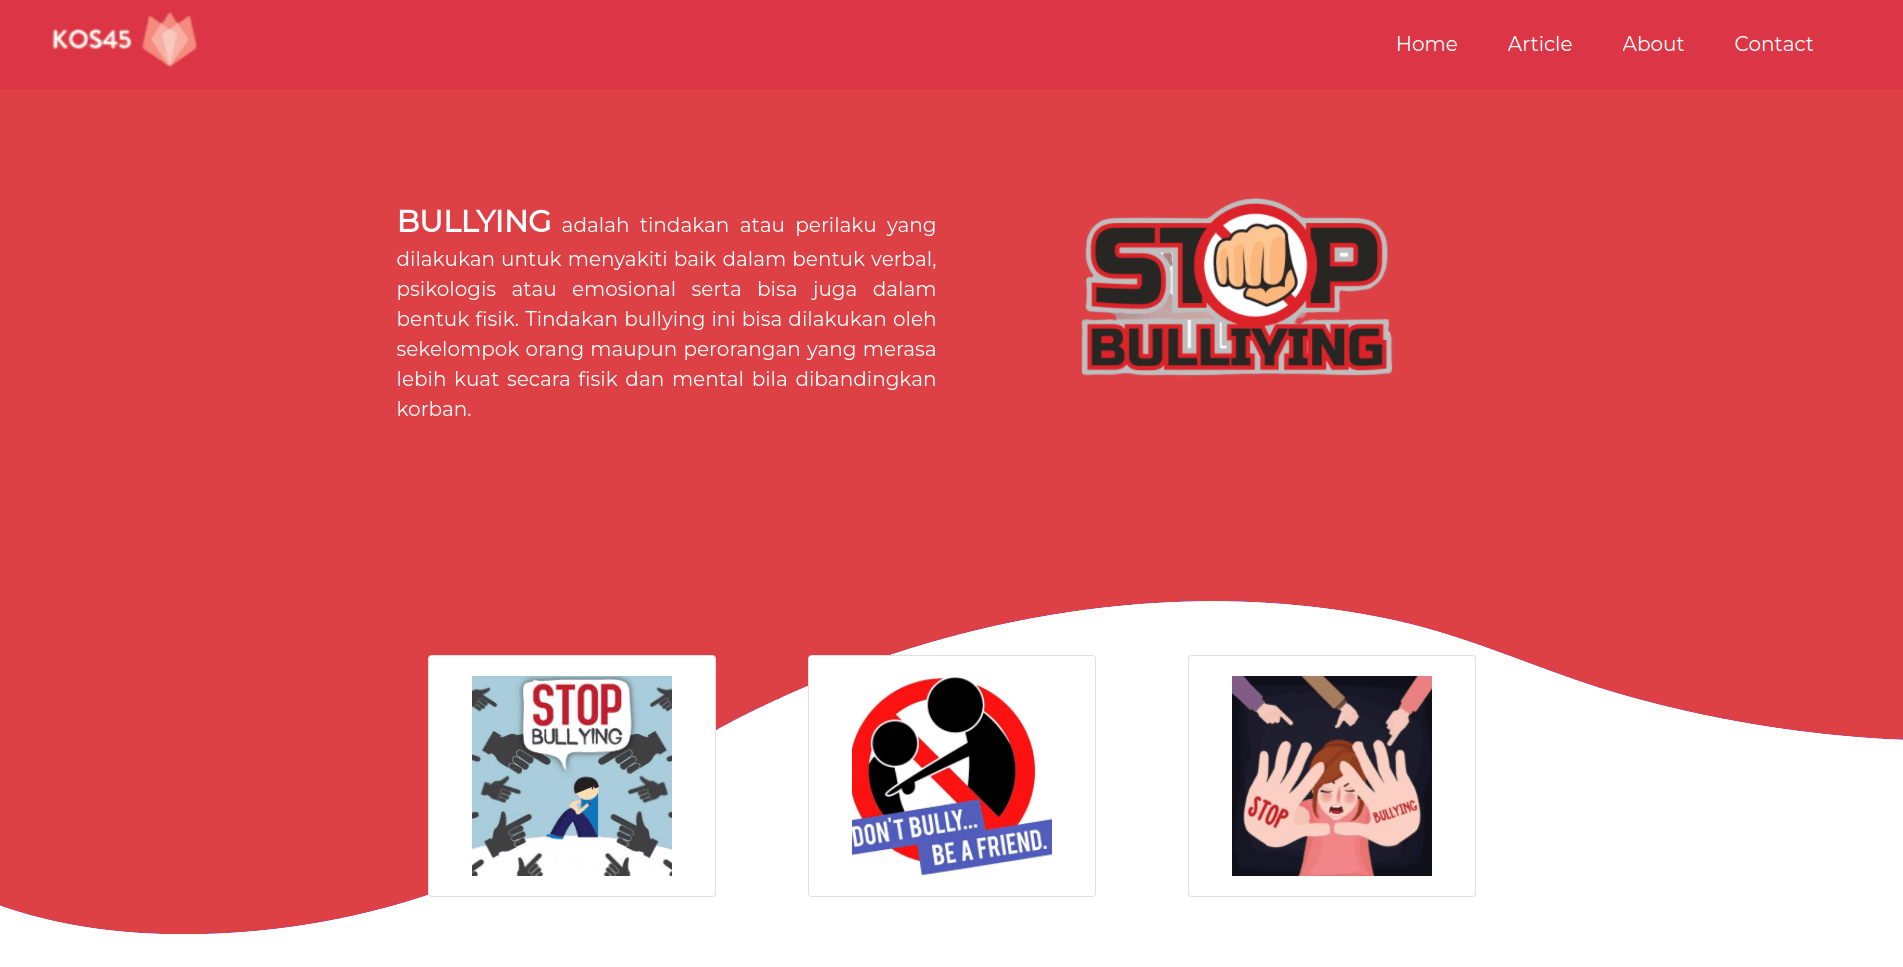 KOS45
Home Article About Contact
BULLYING adalah tindakan atau perilaku yang
dilakukan untuk menyakiti baik dalam bentuk verbal,
psikologis atau emosional serta bisa juga dalam
bentuk fisik. Tindakan bullying ini bisa dilakukan oleh
sekelompok orang maupun perorangan yang merasa
lebih kuat secara fisik dan mental bila dibandingkan
korban.
STOP
BULLIYING
STOP
BULLYING
DON'T BULLY...
BE A FRIEND.
STOP
BULLYING